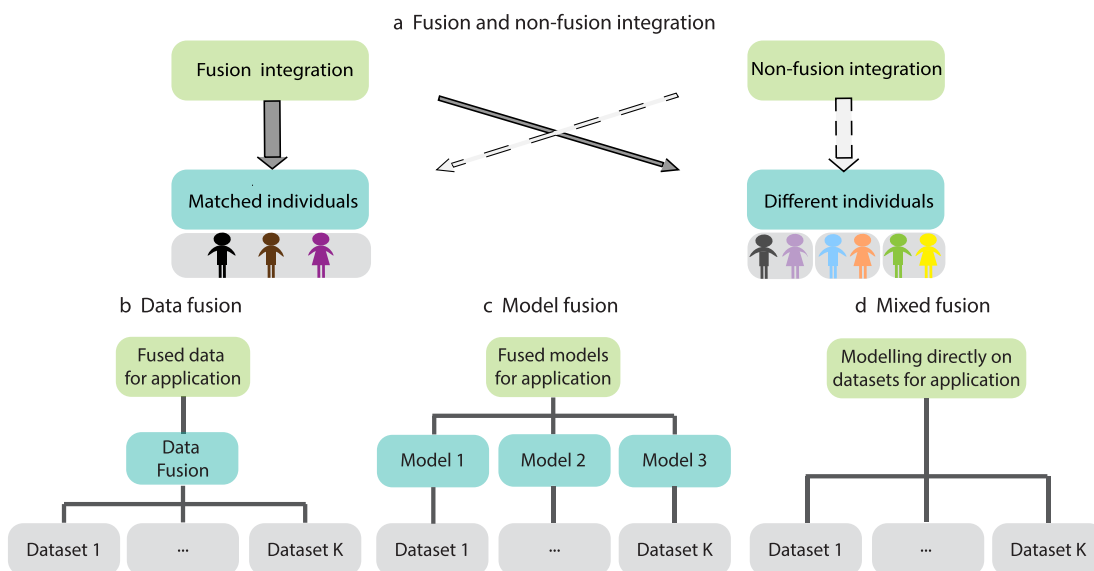 a Fusion and non-fusion integration
Fusion integration
Non-fusion integration
Matched individuals
Different individuals
b Data fusion
c Model fusion
d Mixed fusion
Fused data
for application
Fused models
for application
Modelling directly on
datasets for application
Data
Fusion
Model 1
Model 2
Model 3
Dataset 1
...
Dataset K
Dataset 1
...
Dataset K
Dataset 1
...
Dataset K